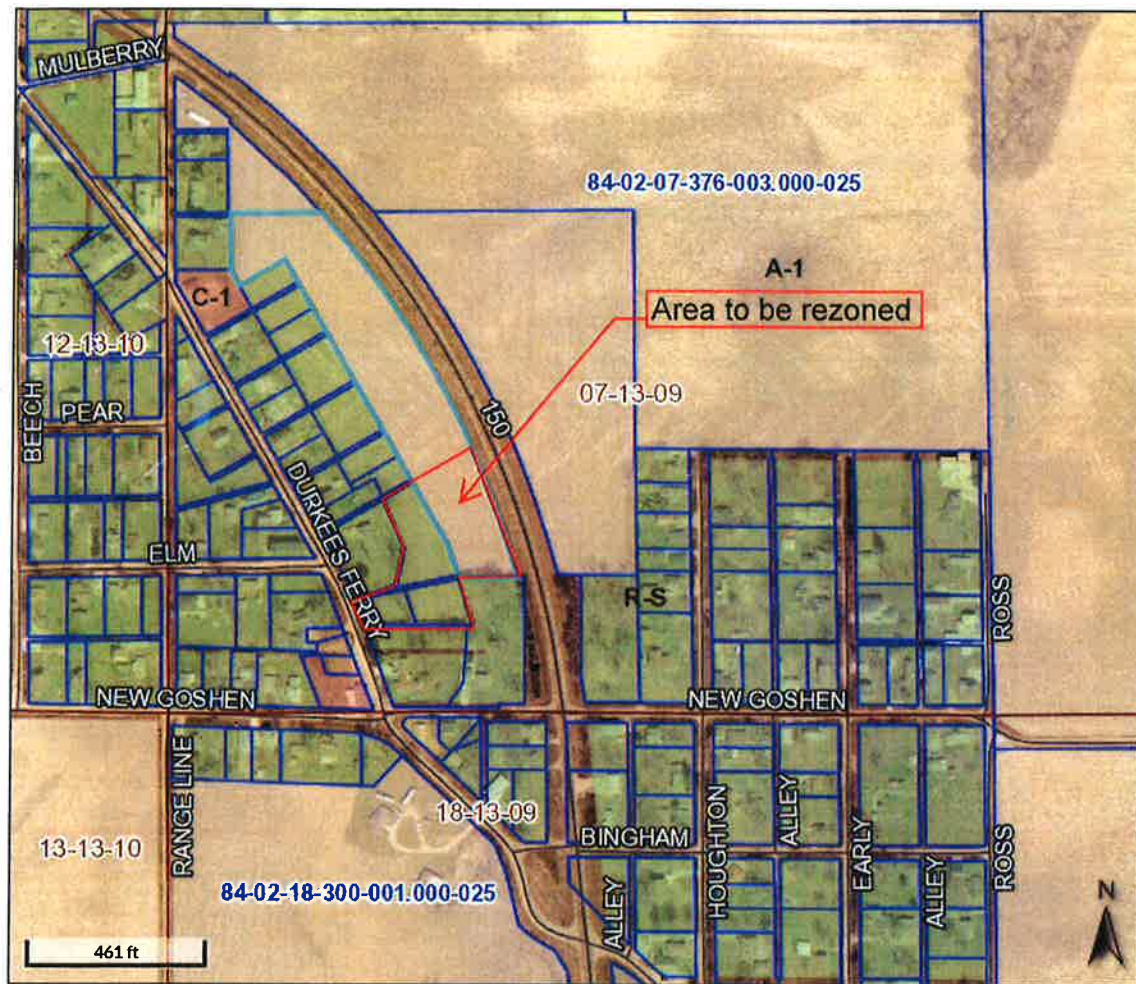 MULBERRY
84-02-07-376-003.000-025
A-1
C-1
Area to be rezoned
12-13-10
07-13-09
BEECH
PEAR
150
DURKEES FERRY
ELM
R-S
ROSS
NEW GOSHEN
NEW GOSHEN
RANGE LINE
18-13-09
13-13-10
BINGHAM
HOUGHTON
ALLEY
EARLY
ALLEY
ROSS
84-02-18-300-001.000-025
ALLEY
N
461 ft